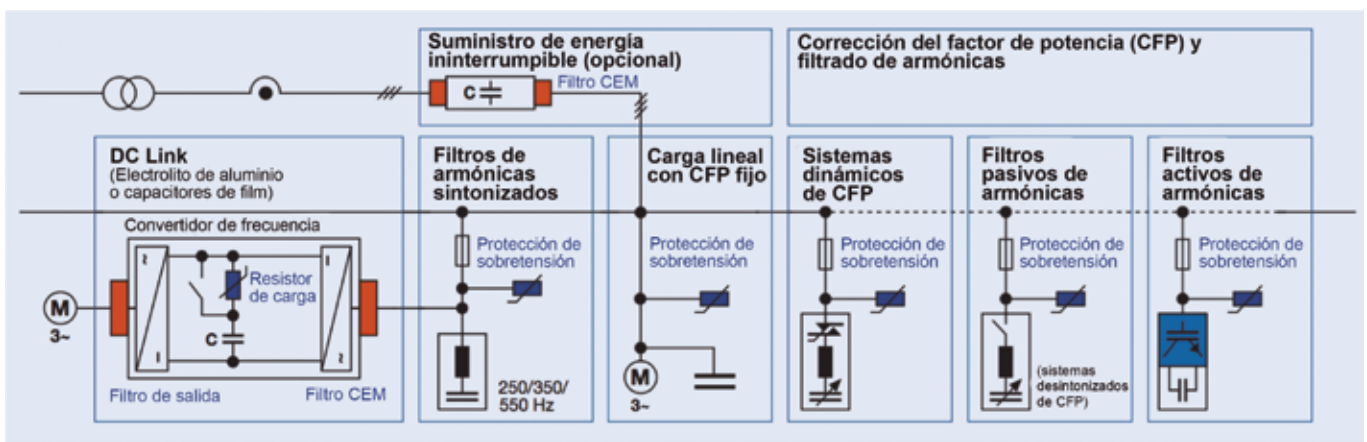 Suministro de energía
ininterrumpible (opcional)
Filtro CEM
C
Corrección del factor de potencia (CFP) y
filtrado de armónicas
DC Link
(Electrolito de aluminio
o capacitores de film)
Convertidor de frecuencia
Resistor
de carga
C
M
3~
Filtro de salida
Filtro CEM
Filtros de
armónicas
sintonizados
Protección de
sobretensión
250/350/
550 Hz
Carga lineal
con CFP fijo
Protección de
sobretensión
M
3~
Sistemas
dinámicos
de CFP
Protección de
sobretensión
Filtros
pasivos de
armónicas
Protección de
sobretensión
(sistemas
desintonizados
de CFP)
Filtros
activos de
armónicas
Protección de
sobretensión